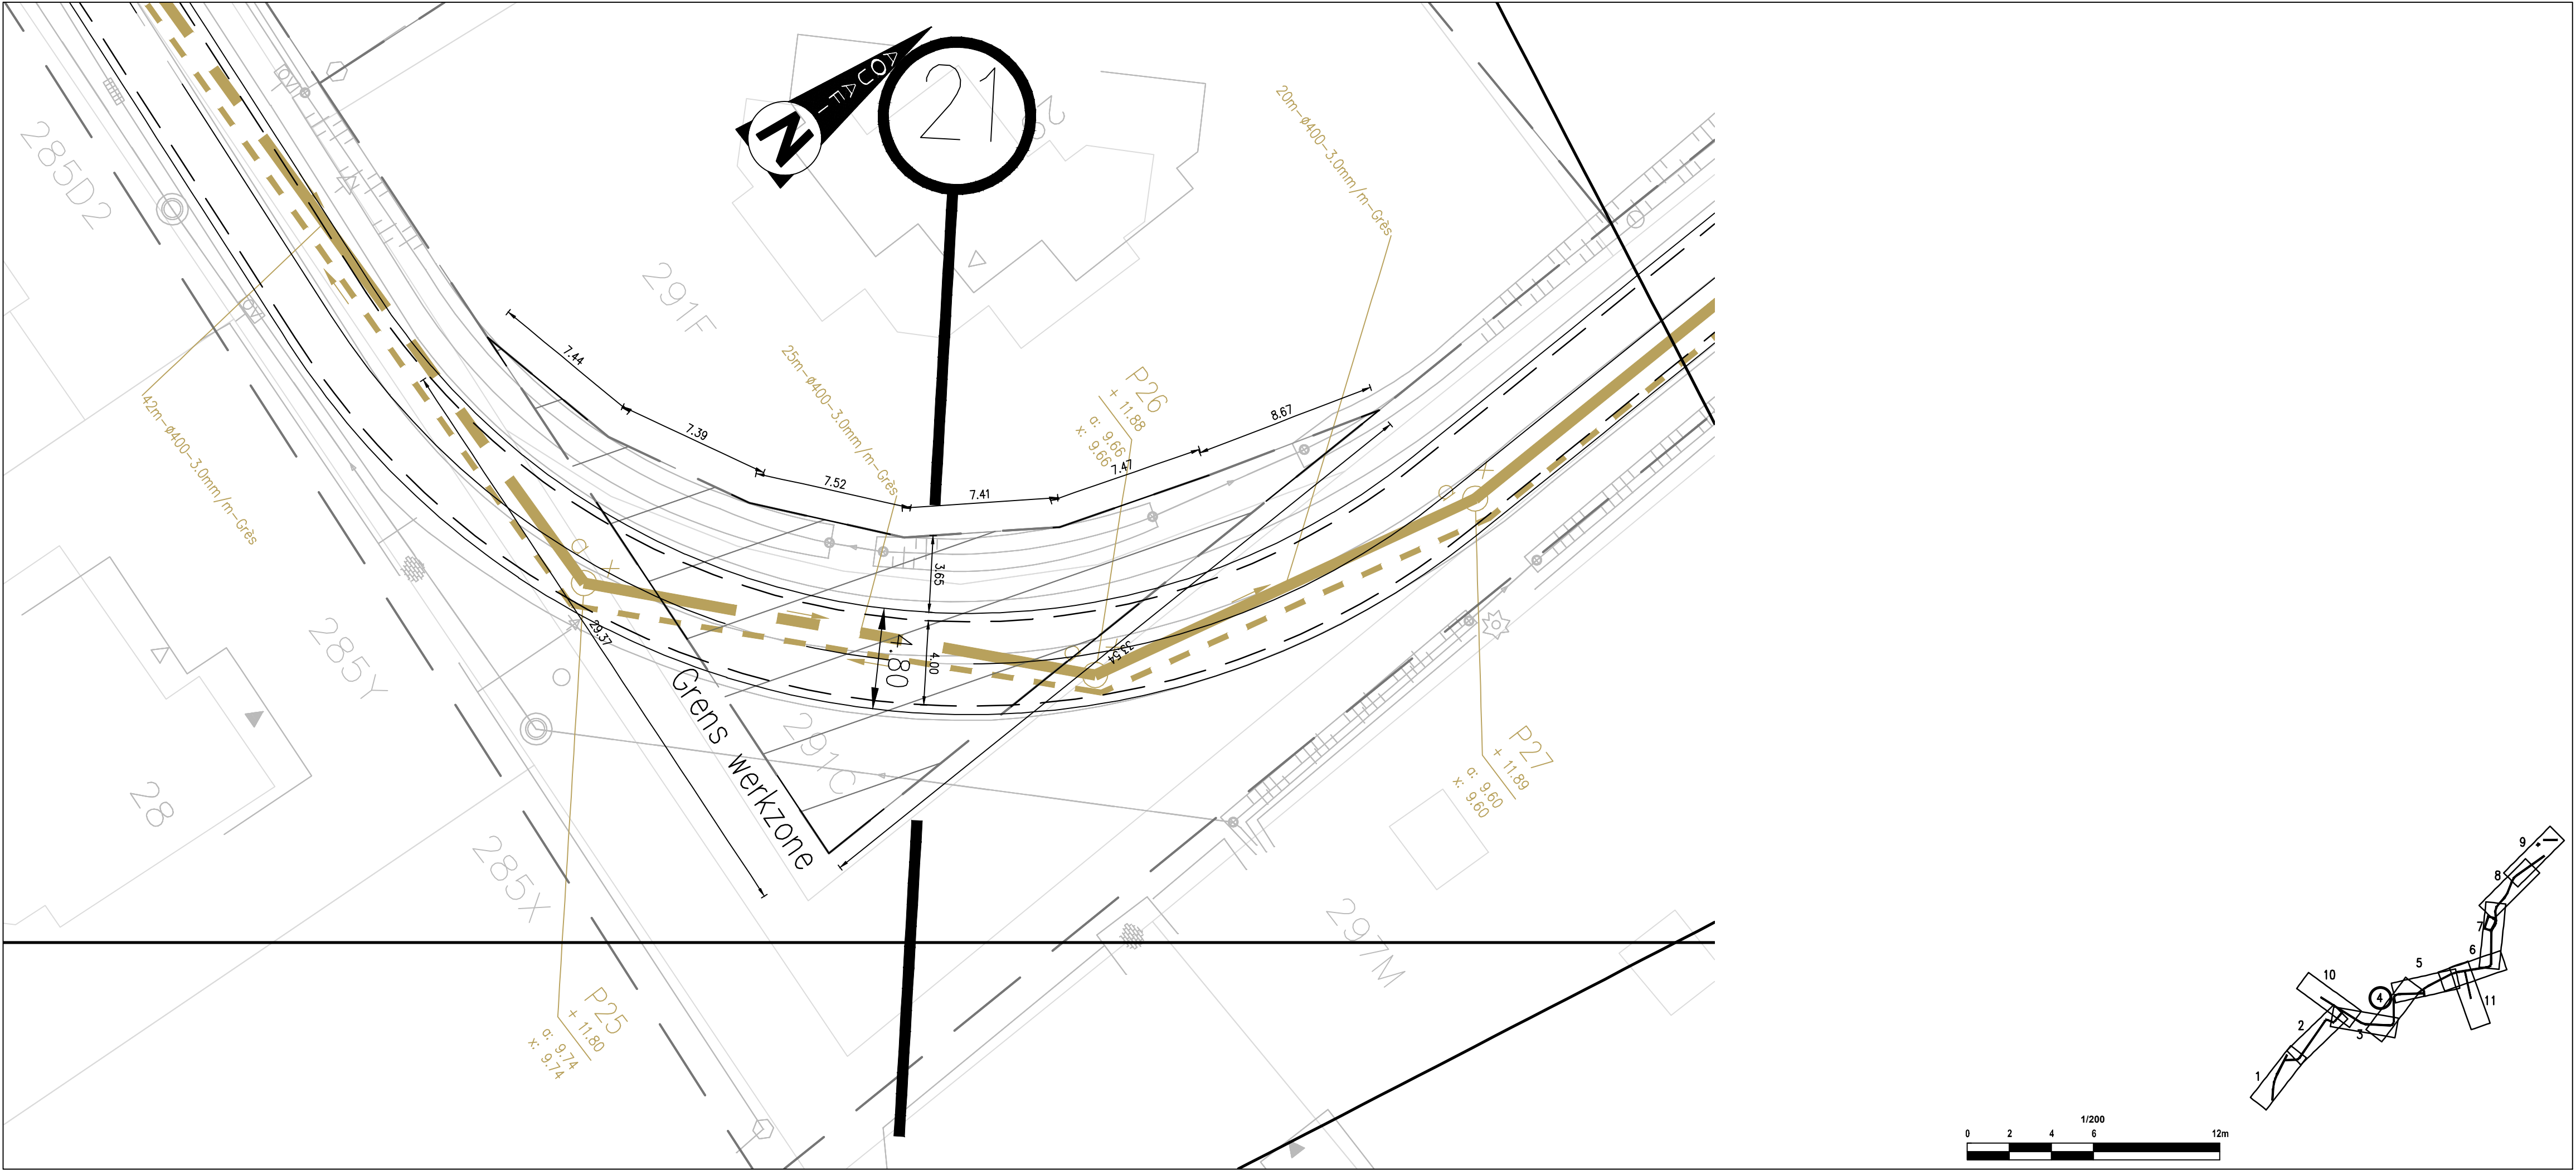 AQUAFIN
21
29
20m-ø400-3.0mm/m-Grès
285D2
291F
7.44
7.39
7.52
7.41
7.47
8.67
25m-ø400-3.0mm/m-Grès
P26
+ 11.88
a: 9.66
x: 9.66
42m-ø400-3.0mm/m-Grès
a
x
a
x
a
3.65
4.80
4.00
29.37
33.54
Grens werkzone
291C
285Y
28
285X
P27
+ 11.89
a: 9.60
x: 9.60
297M
P25
+ 11.80
a: 9.74
x: 9.74
9
8
7
6
5
10
4
11
2
3
1
1/200
0 2 4 6 12m